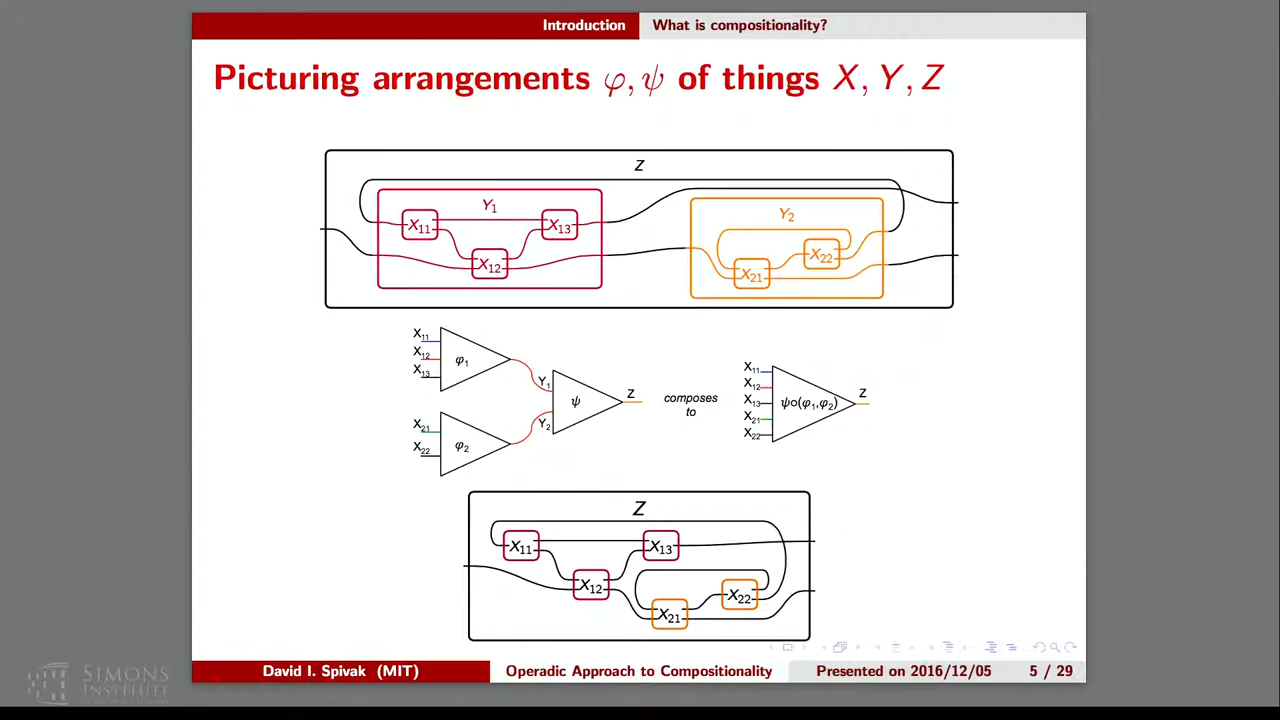 Introduction What is compositionality?
Picturing arrangements φ, ψ of things X, Y, Z
Z
Y₁
Y₂
X₁₁ X₁₃
X₁₂
X₂₂
X₂₁
X₁₁
X₁₂
X₁₃
φ₁
Y₁
X₂₁
X₂₂
φ₂
Y₂
ψ
Z
composes
to
X₁₁
X₁₂
X₁₃
X₂₁
X₂₂
ψ∘(φ₁,φ₂)
Z
Z
X₁₁ X₁₃
X₁₂
X₂₂
X₂₁
David I. Spivak (MIT) Operadic Approach to Compositionality Presented on 2016/12/05 5 / 29
SIMONS
INSTITUTE